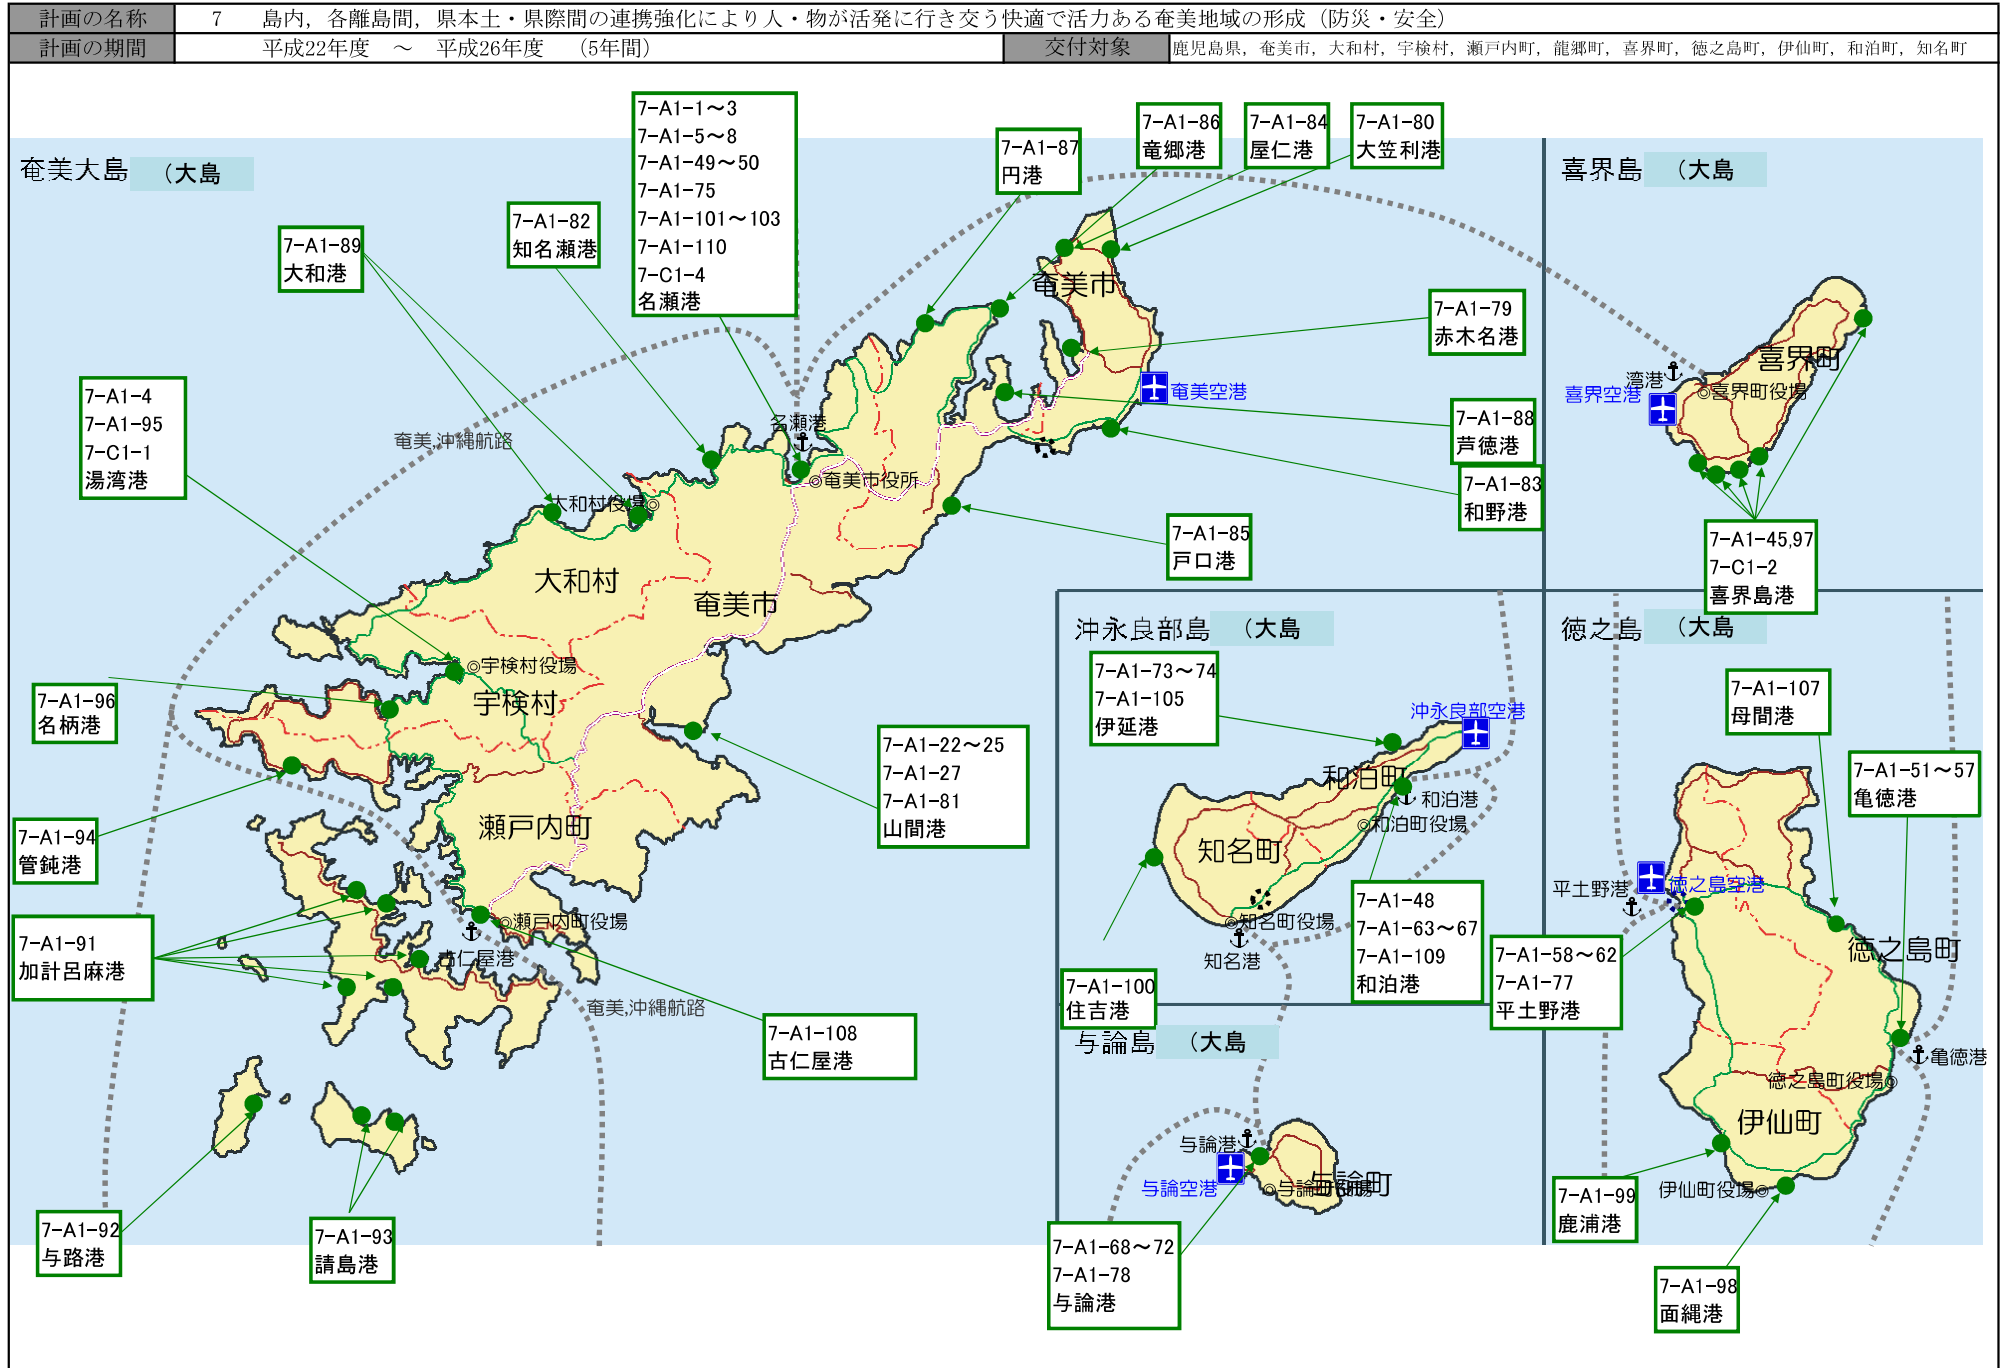 計画の名称 7 島内，各離島間，県本土・県際間の連携強化により人・物が活発に行き交う快適で活力ある奄美地域の形成（防災・安全）
計画の期間 平成22年度 ～ 平成26年度 （5年間） 交付対象 鹿児島県，奄美市，大和村，宇検村，瀬戸内町，龍郷町，喜界町，徳之島町，伊仙町，和泊町，知名町
奄美大島 （大島
7-A1-89
大和港
7-A1-82
知名瀬港
7-A1-1～3
7-A1-5～8
7-A1-49～50
7-A1-75
7-A1-101～103
7-A1-110
7-C1-4
名瀬港
7-A1-87
円港
7-A1-86
竜郷港
7-A1-84
屋仁港
7-A1-80
大笠利港
奄美市
7-A1-79
赤木名港
奄美空港
7-A1-88
芦徳港
7-A1-83
和野港
7-A1-85
戸口港
7-A1-4
7-A1-95
7-C1-1
湯湾港
奄美,沖縄航路
名瀬港
◎奄美市役所
大和村役場◎
大和村
奄美市
◎宇検村役場
宇検村
7-A1-96
名柄港
7-A1-94
管鈍港
瀬戸内町
7-A1-22～25
7-A1-27
7-A1-81
山間港
7-A1-91
加計呂麻港
◎瀬戸内町役場
古仁屋港
奄美,沖縄航路
7-A1-108
古仁屋港
7-A1-92
与路港
7-A1-93
請島港
喜界島 （大島
喜界町
湾港
◎喜界町役場
喜界空港
7-A1-45,97
7-C1-2
喜界島港
沖永良部島 （大島
7-A1-73～74
7-A1-105
伊延港
沖永良部空港
和泊町
和泊港
◎和泊町役場
知名町
◎知名町役場
知名港
7-A1-48
7-A1-63～67
7-A1-109
和泊港
7-A1-100
住吉港
与論島 （大島
与論港
与論空港
◎与論町役場
与論町
7-A1-68～72
7-A1-78
与論港
徳之島 （大島
7-A1-107
母間港
7-A1-51～57
亀徳港
平土野港
徳之島空港
7-A1-58～62
7-A1-77
平土野港
徳之島町
亀徳港
徳之島町役場◎
伊仙町
伊仙町役場◎
7-A1-99
鹿浦港
7-A1-98
面縄港